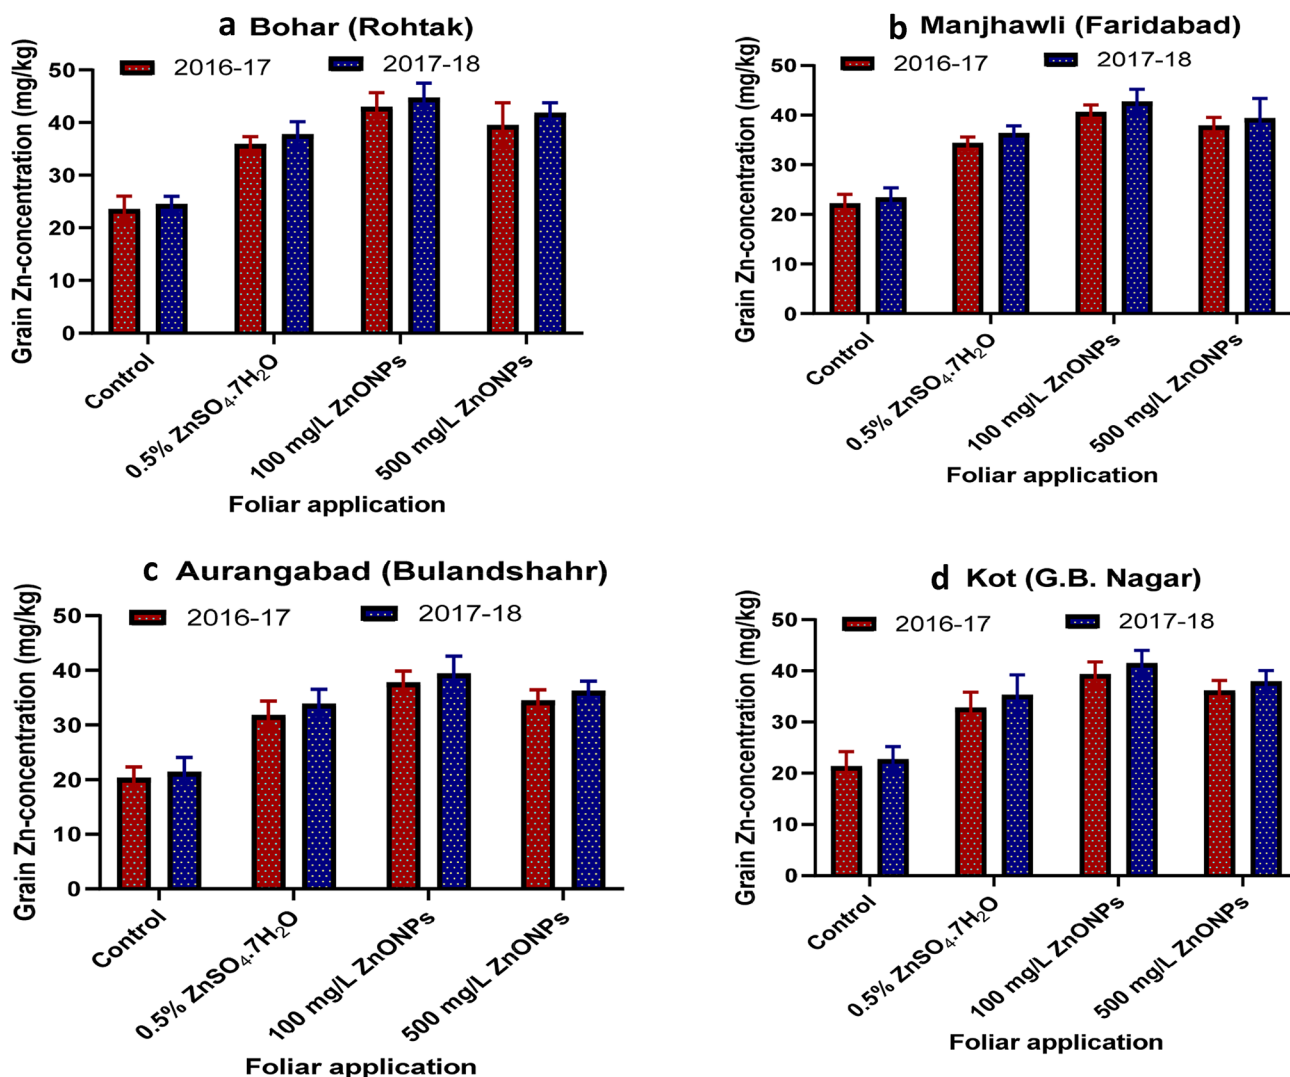 a Bohar (Rohtak)
2016-17
2017-18
Grain Zn-concentration (mg/kg)
50
40
30
20
10
0
Control
0.5% ZnSO₄.7H₂O
100 mg/L ZnONPs
500 mg/L ZnONPs
Foliar application
b Manjhawli (Faridabad)
2016-17
2017-18
Grain Zn-concentration (mg/kg)
50
40
30
20
10
0
Control
0.5% ZnSO₄.7H₂O
100 mg/L ZnONPs
500 mg/L ZnONPs
Foliar application
c Aurangabad (Bulandshahr)
2016-17
2017-18
Grain Zn-concentration (mg/kg)
50
40
30
20
10
0
Control
0.5% ZnSO₄.7H₂O
100 mg/L ZnONPs
500 mg/L ZnONPs
Foliar application
d Kot (G.B. Nagar)
2016-17
2017-18
Grain Zn-concentration (mg/kg)
50
40
30
20
10
0
Control
0.5% ZnSO₄.7H₂O
100 mg/L ZnONPs
500 mg/L ZnONPs
Foliar application